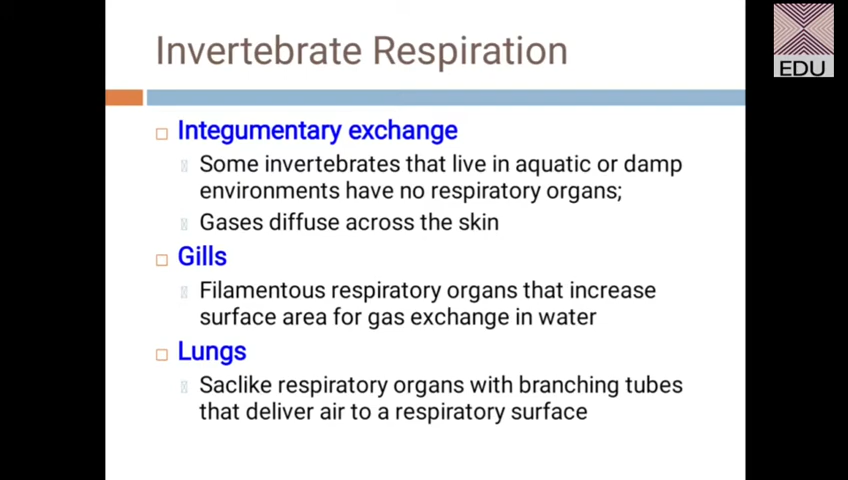 Invertebrate Respiration
EDU
Integumentary exchange
Some invertebrates that live in aquatic or damp
environments have no respiratory organs;
Gases diffuse across the skin
Gills
Filamentous respiratory organs that increase
surface area for gas exchange in water
Lungs
Saclike respiratory organs with branching tubes
that deliver air to a respiratory surface